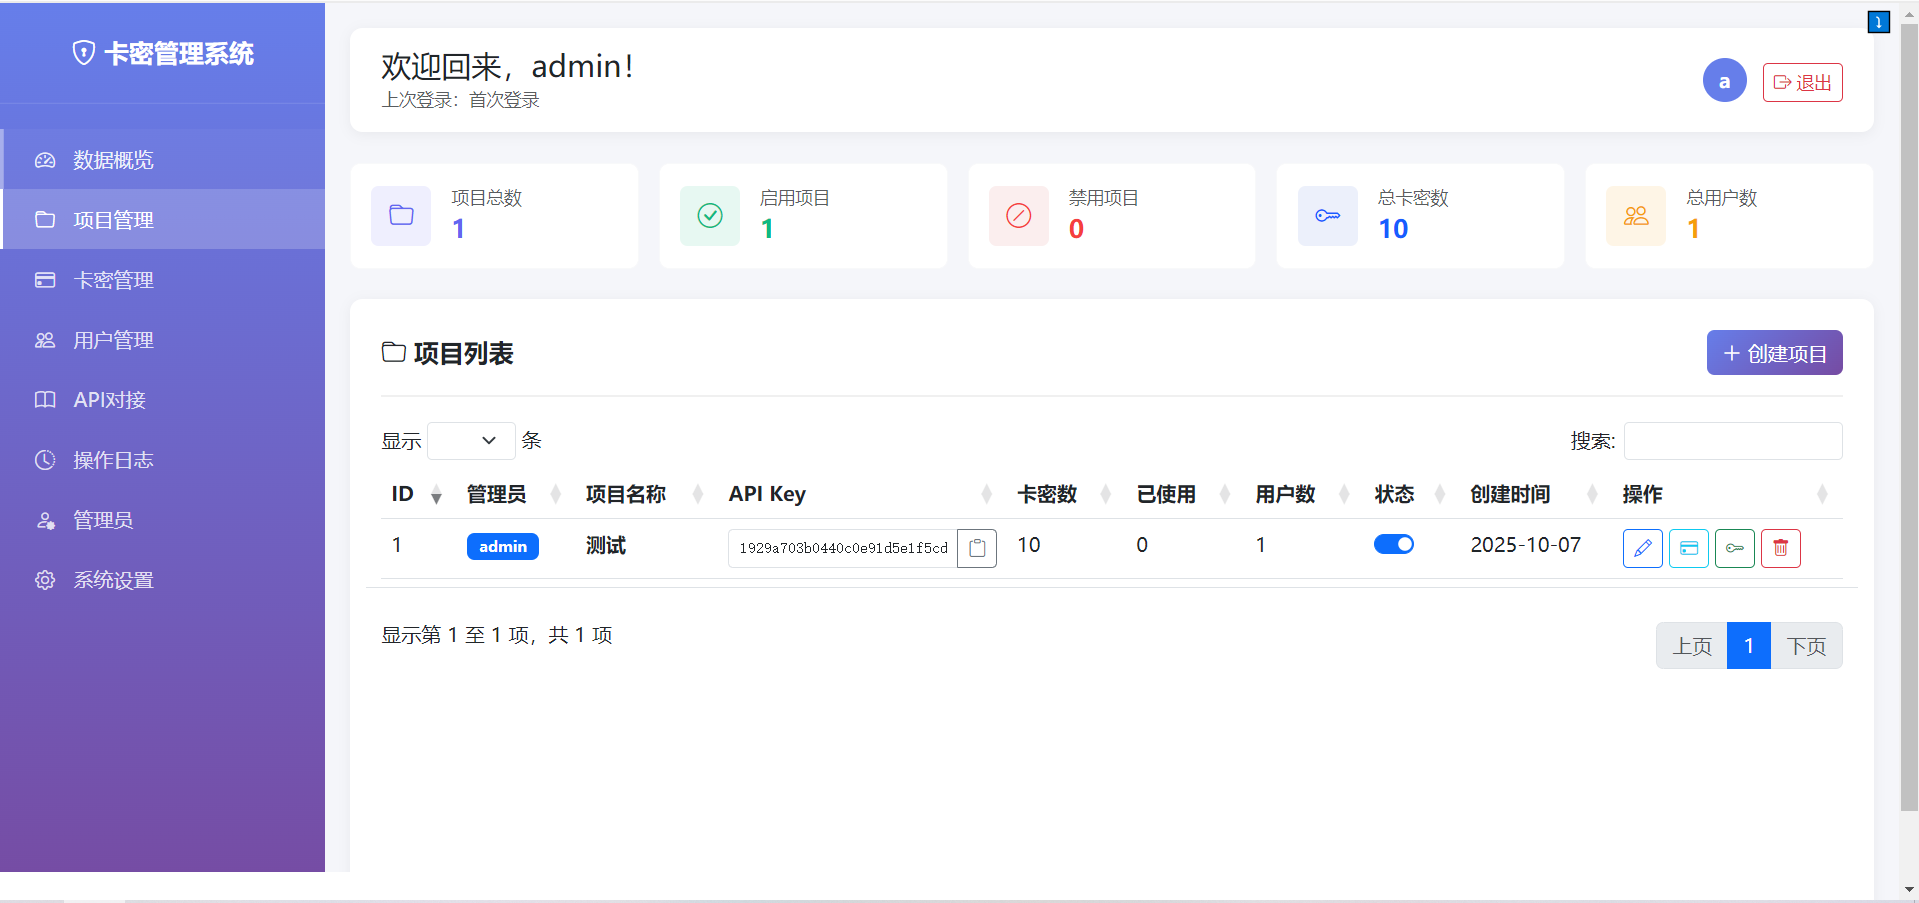 卡密管理系统
数据概览
项目管理
卡密管理
用户管理
API对接
操作日志
管理员
系统设置
欢迎回来，admin！
上次登录：首次登录
a
退出
项目总数
1
启用项目
1
禁用项目
0
总卡密数
10
总用户数
1
项目列表
+ 创建项目
显示 条
搜索:
ID 管理员 项目名称 API Key 卡密数 已使用 用户数 状态 创建时间 操作
1 admin 测试 1929a703b0440c0e91d5e1f5cd 10 0 1 2025-10-07
显示第 1 至 1 项，共 1 项
上页 1 下页